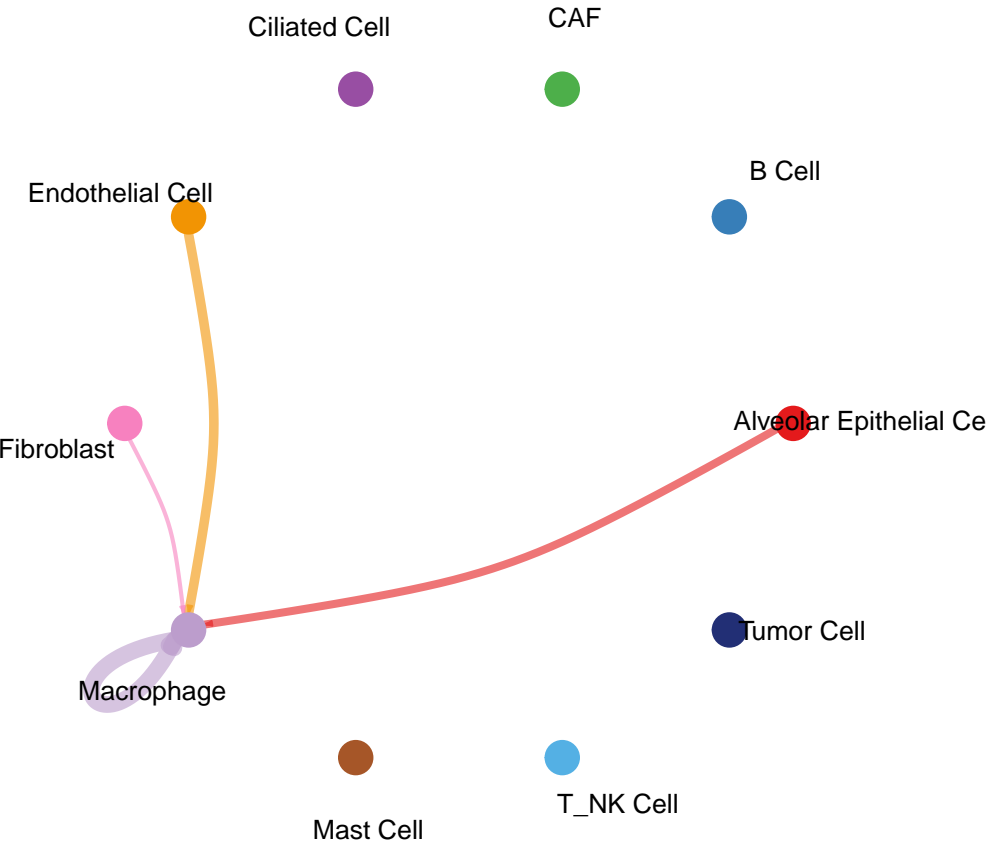 CAF
Ciliated Cell
B Cell
Endothelial Cell
Alveolar Epithelial Ce
Fibroblast
Tumor Cell
Macrophage
T_NK Cell
Mast Cell